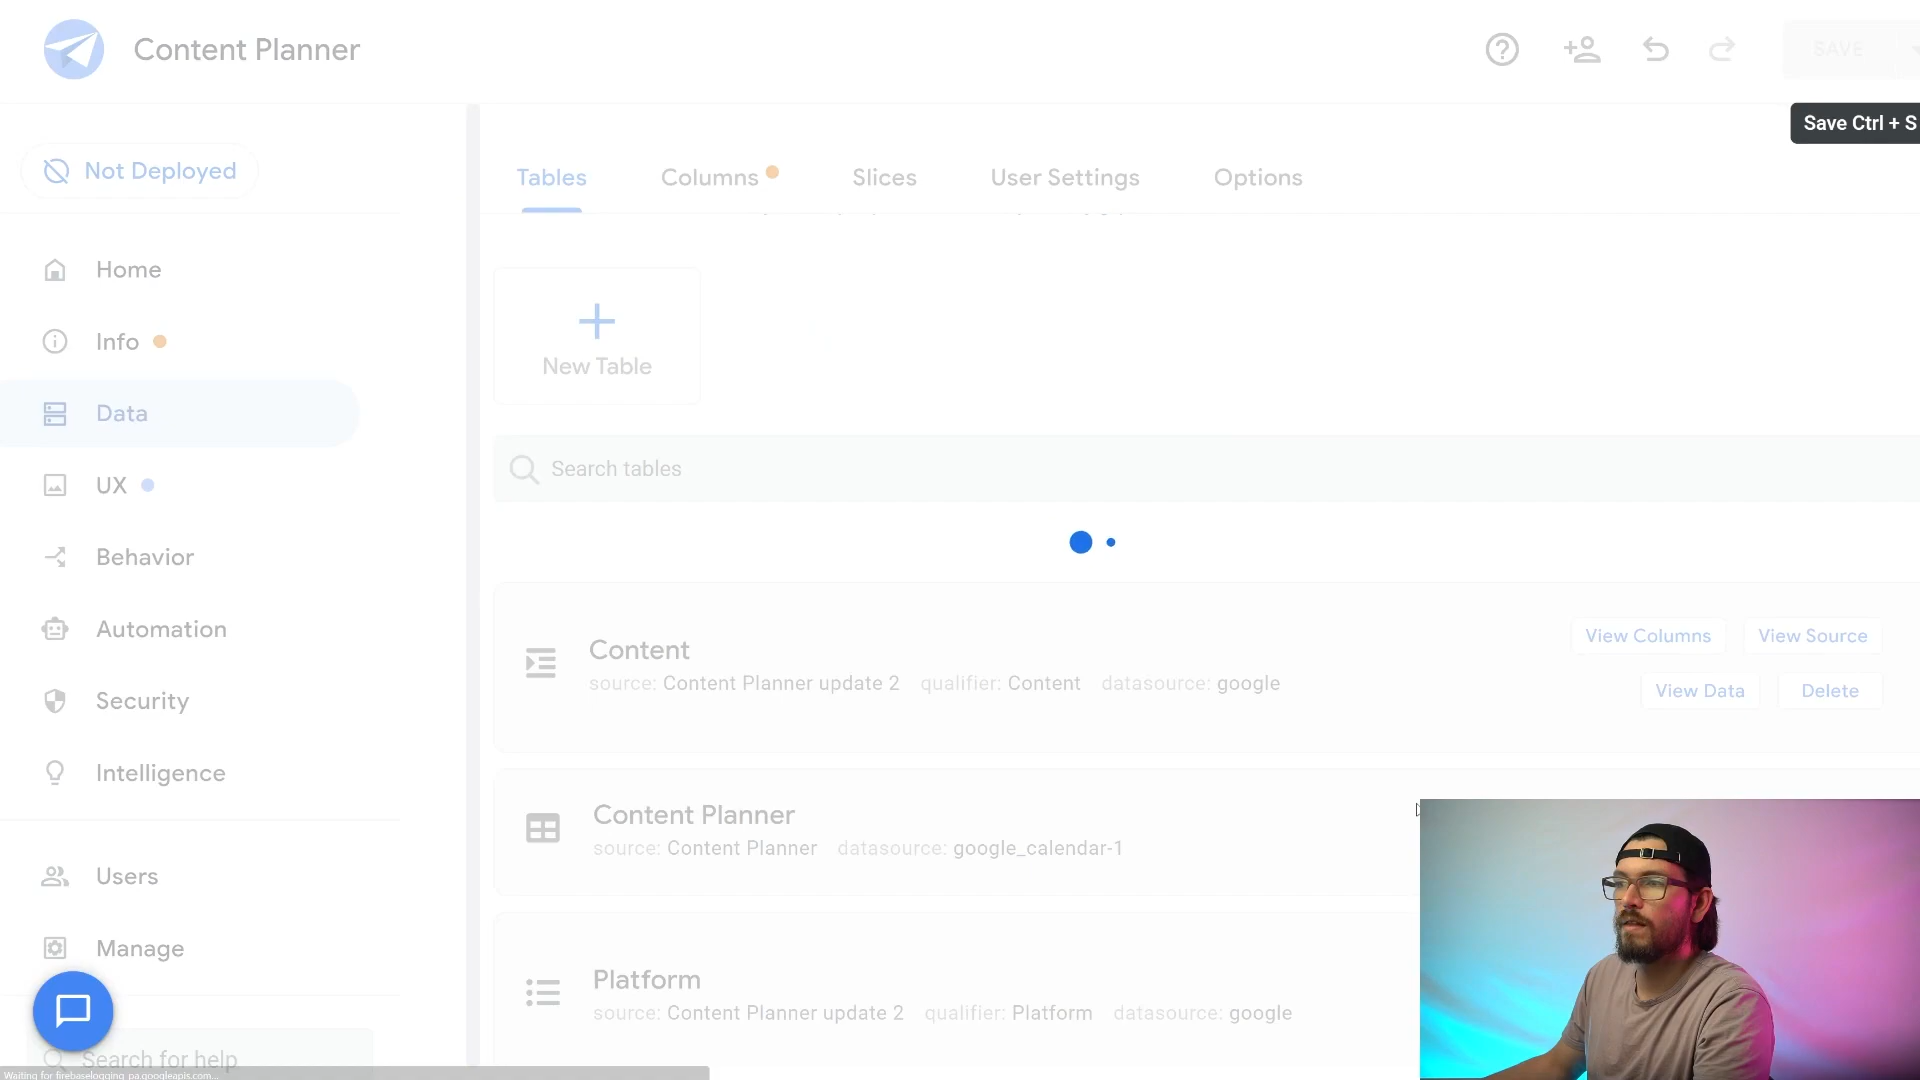 Content Planner
SAVE
Save Ctrl + S
Not Deployed
Tables Columns Slices User Settings Options
Home
Info
Data
UX
Behavior
Automation
Security
Intelligence
Users
Manage
Search for help
Waiting for firebaselogging-pa.googleapis.com...
New Table
Search tables
Content
source: Content Planner update 2 qualifier: Content datasource: google
View Columns View Source
View Data Delete
Content Planner
source: Content Planner datasource: google_calendar-1
Platform
source: Content Planner update 2 qualifier: Platform datasource: google